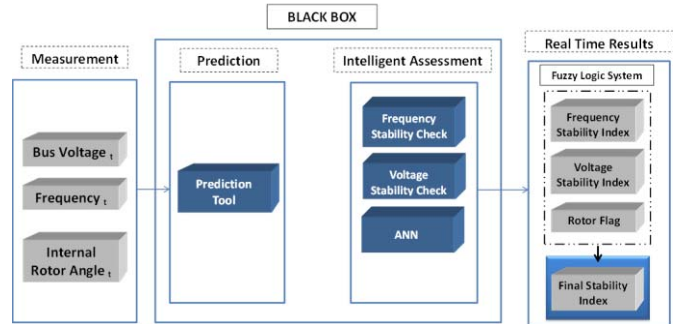 BLACK BOX
Measurement
Bus Voltage t
Frequency t
Internal
Rotor Angle t
Prediction
Prediction
Tool
Intelligent Assessment
Frequency
Stability Check
Voltage
Stability Check
ANN
Real Time Results
Fuzzy Logic System
Frequency
Stability Index
Voltage
Stability Index
Rotor Flag
Final Stability
Index